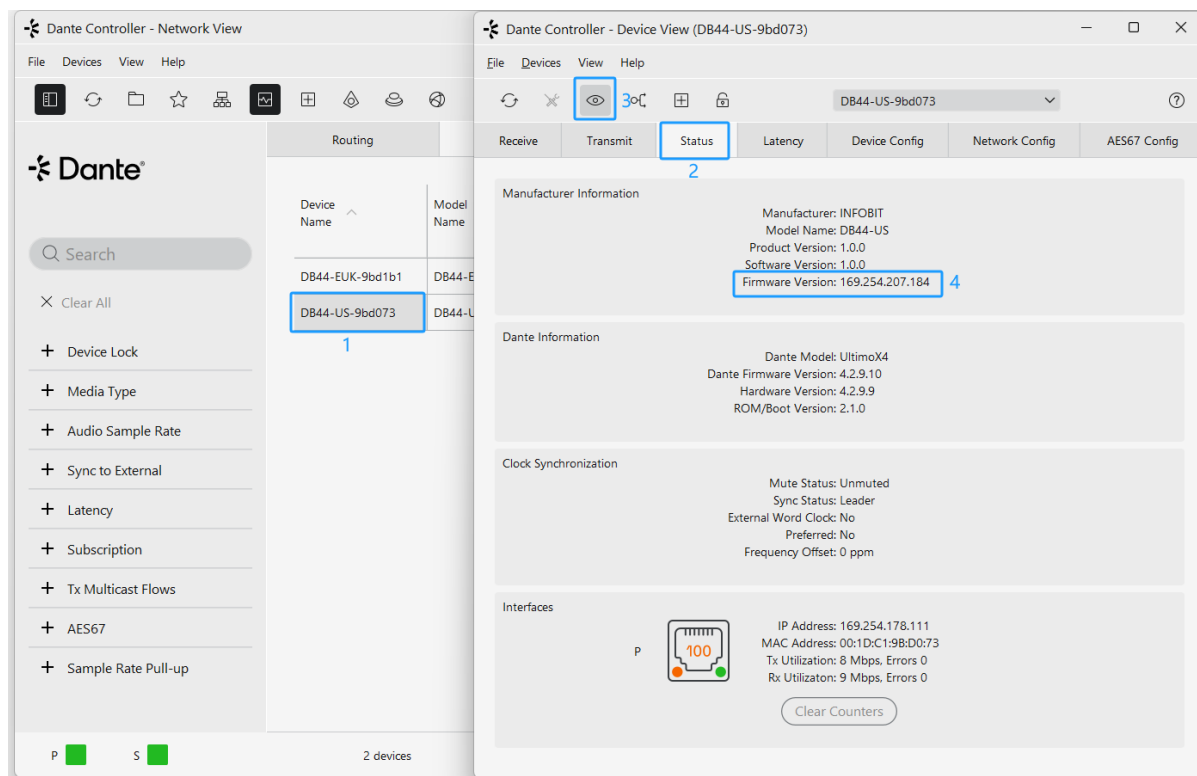 Dante Controller - Network View
File Devices View Help
Dante®
Search
Clear All
Device Lock
Media Type
Audio Sample Rate
Sync to External
Latency
Subscription
Tx Multicast Flows
AES67
Sample Rate Pull-up
P S 2 devices
Routing
Device Name
Model Name
DB44-EUK-9bd1b1 DB44-E
DB44-US-9bd073 DB44-U
1
Dante Controller - Device View (DB44-US-9bd073)
File Devices View Help
3
DB44-US-9bd073
Receive Transmit Status Latency Device Config Network Config AES67 Config
2
Manufacturer Information
Manufacturer: INFOBIT
Model Name: DB44-US
Product Version: 1.0.0
Software Version: 1.0.0
Firmware Version: 169.254.207.184 4
Dante Information
Dante Model: UltimoX4
Dante Firmware Version: 4.2.9.10
Hardware Version: 4.2.9.9
ROM/Boot Version: 2.1.0
Clock Synchronization
Mute Status: Unmuted
Sync Status: Leader
External Word Clock: No
Preferred: No
Frequency Offset: 0 ppm
Interfaces
P
100
IP Address: 169.254.178.111
MAC Address: 00:1D:C1:9B:D0:73
Tx Utilization: 8 Mbps, Errors 0
Rx Utilizaton: 9 Mbps, Errors 0
Clear Counters